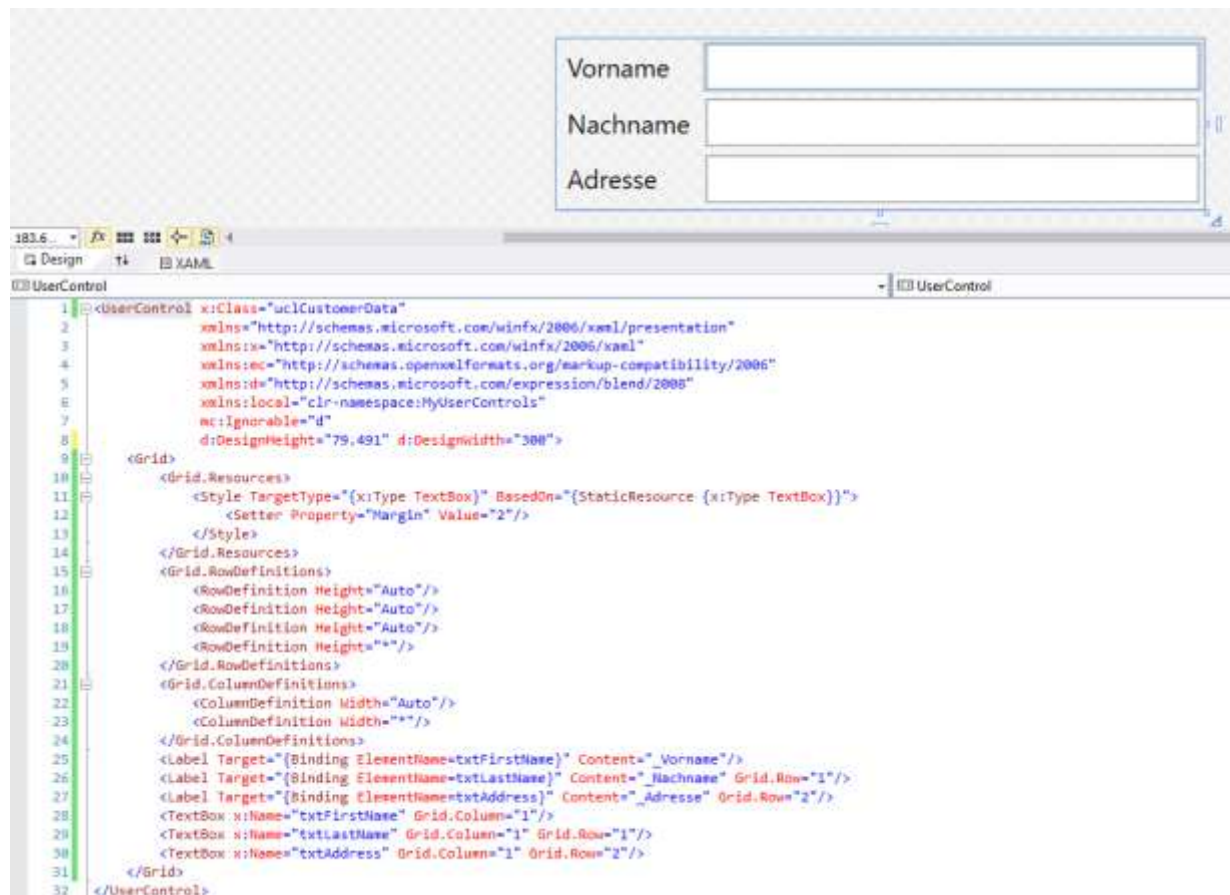 Vorname
Nachname
Adresse
183.6...
Design XAML
UserControl UserControl
1 <UserControl x:Class="uclCustomerData"
2 xmlns="http://schemas.microsoft.com/winfx/2006/xaml/presentation"
3 xmlns:x="http://schemas.microsoft.com/winfx/2006/xaml"
4 xmlns:mc="http://schemas.openxmlformats.org/markup-compatibility/2006"
5 xmlns:d="http://schemas.microsoft.com/expression/blend/2008"
6 xmlns:local="clr-namespace:MyUserControls"
7 mc:Ignorable="d"
8 d:DesignHeight="79.491" d:DesignWidth="300">
9 <Grid>
10 <Grid.Resources>
11 <Style TargetType="{x:Type TextBox}" BasedOn="{StaticResource {x:Type TextBox}}">
12 <Setter Property="Margin" Value="2"/>
13 </Style>
14 </Grid.Resources>
15 <Grid.RowDefinitions>
16 <RowDefinition Height="Auto"/>
17 <RowDefinition Height="Auto"/>
18 <RowDefinition Height="Auto"/>
19 <RowDefinition Height="*"/>
20 </Grid.RowDefinitions>
21 <Grid.ColumnDefinitions>
22 <ColumnDefinition Width="Auto"/>
23 <ColumnDefinition Width="*"/>
24 </Grid.ColumnDefinitions>
25 <Label Target="{Binding ElementName=txtFirstName}" Content="_Vorname"/>
26 <Label Target="{Binding ElementName=txtLastName}" Content="_Nachname" Grid.Row="1"/>
27 <Label Target="{Binding ElementName=txtAddress}" Content="_Adresse" Grid.Row="2"/>
28 <TextBox x:Name="txtFirstName" Grid.Column="1"/>
29 <TextBox x:Name="txtLastName" Grid.Column="1" Grid.Row="1"/>
30 <TextBox x:Name="txtAddress" Grid.Column="1" Grid.Row="2"/>
31 </Grid>
32 </UserControl>